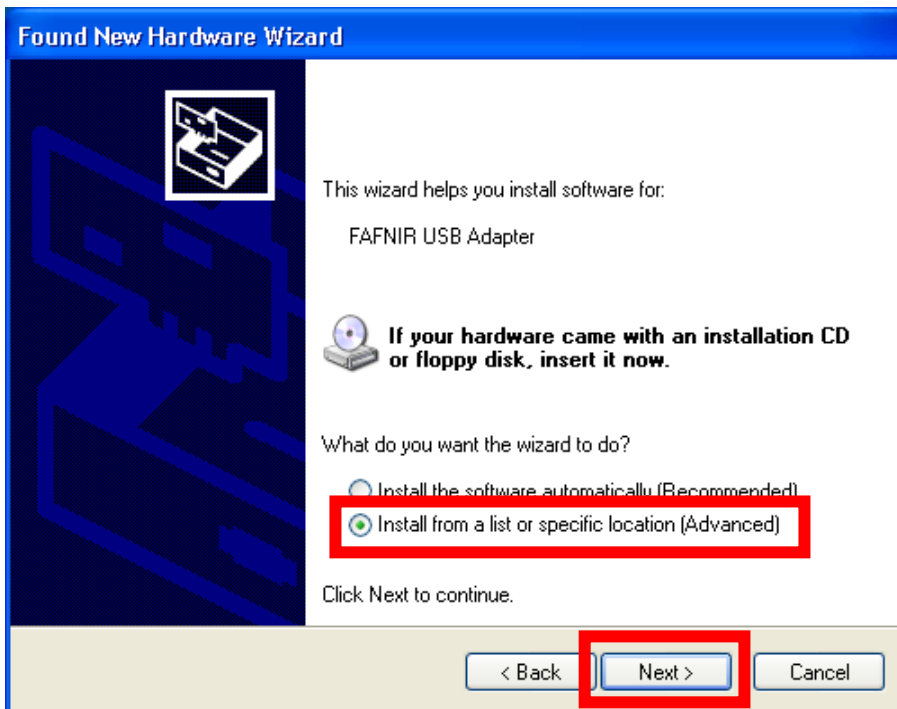 Found New Hardware Wizard
This wizard helps you install software for:
FAFNIR USB Adapter
If your hardware came with an installation CD
or floppy disk, insert it now.
What do you want the wizard to do?
Install the software automatically (Recommended)
Install from a list or specific location (Advanced)
Click Next to continue.
< Back
Next >
Cancel